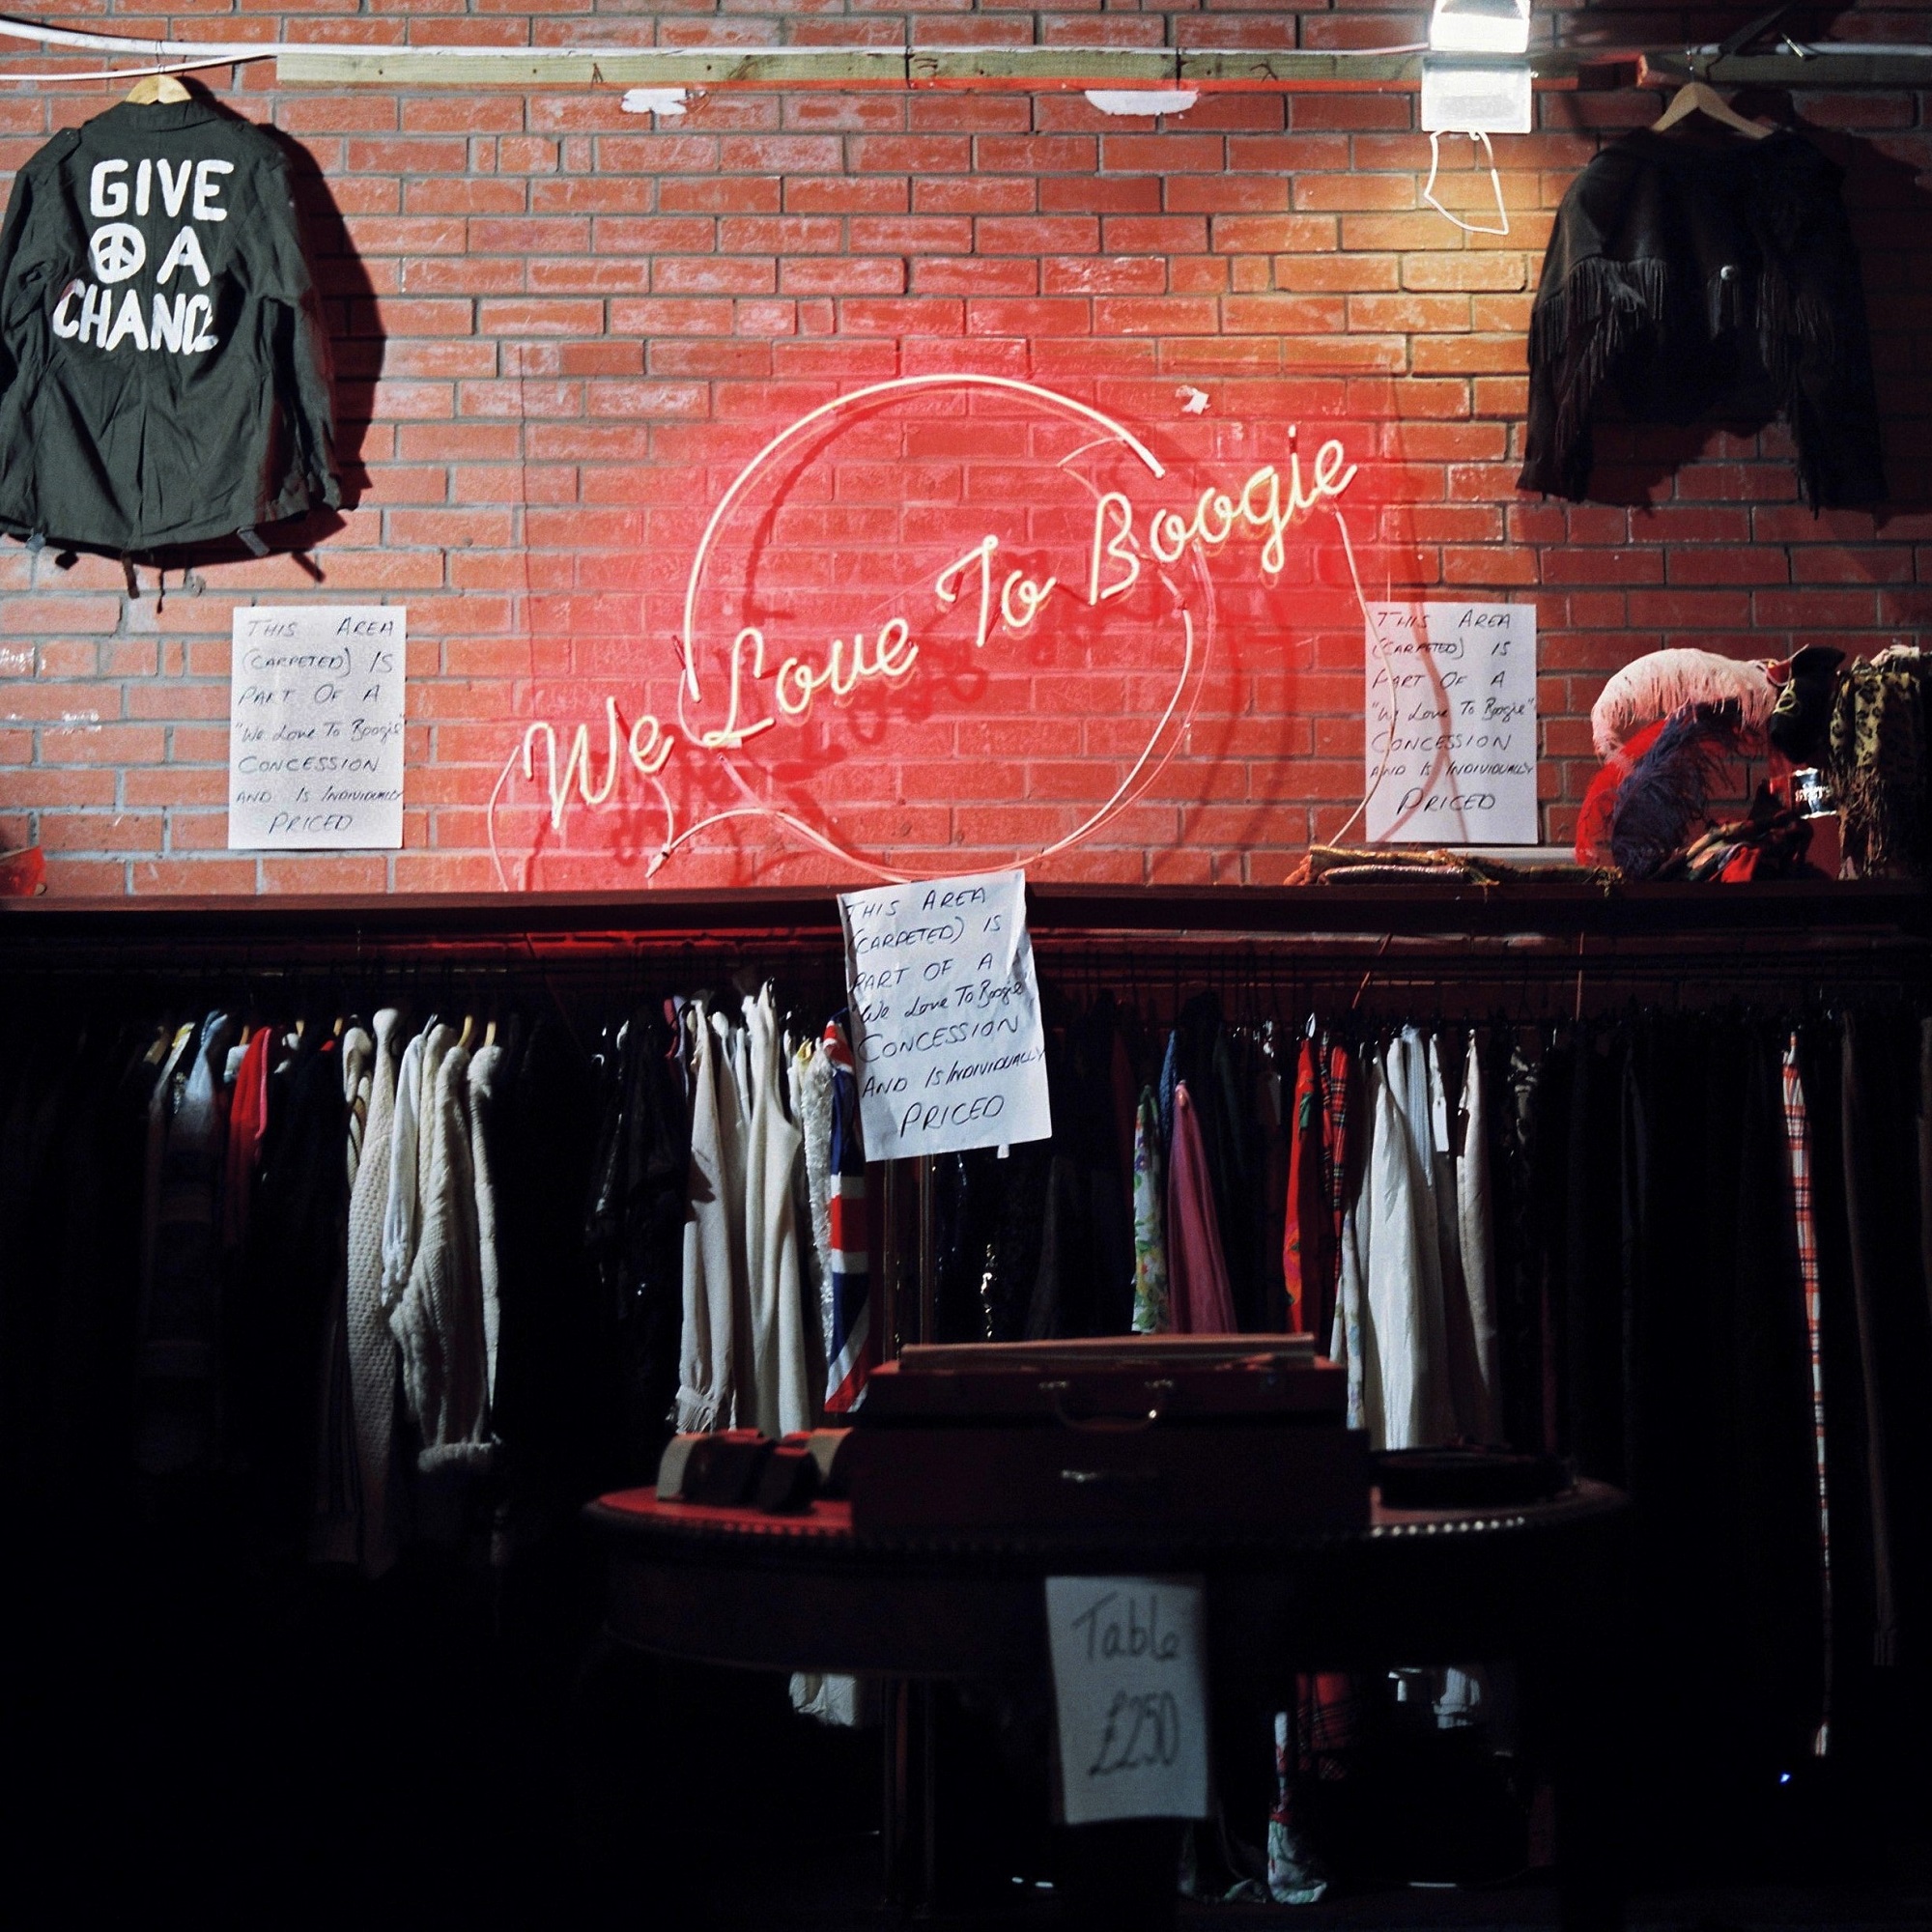 GIVE
☮ A
CHANCE
We Love To Boogie
THIS AREA
(CARPETED) IS
PART OF A
"We Love To Boogie"
CONCESSION
AND IS INDIVIDUALLY
PRICED
THIS AREA
(CARPETED) IS
PART OF A
"We Love To Boogie"
CONCESSION
AND IS INDIVIDUALLY
PRICED
THIS AREA
(CARPETED) IS
PART OF A
"We Love To Boogie"
CONCESSION
AND IS INDIVIDUALLY
PRICED
Table
£250